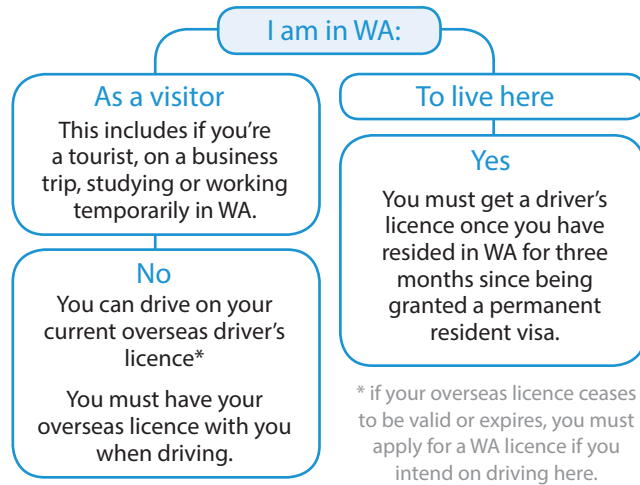 I am in WA:
As a visitor
This includes if you’re
a tourist, on a business
trip, studying or working
temporarily in WA.
No
You can drive on your
current overseas driver’s
licence*
You must have your
overseas licence with you
when driving.
To live here
Yes
You must get a driver’s
licence once you have
resided in WA for three
months since being
granted a permanent
resident visa.
* if your overseas licence ceases
to be valid or expires, you must
apply for a WA licence if you
intend on driving here.